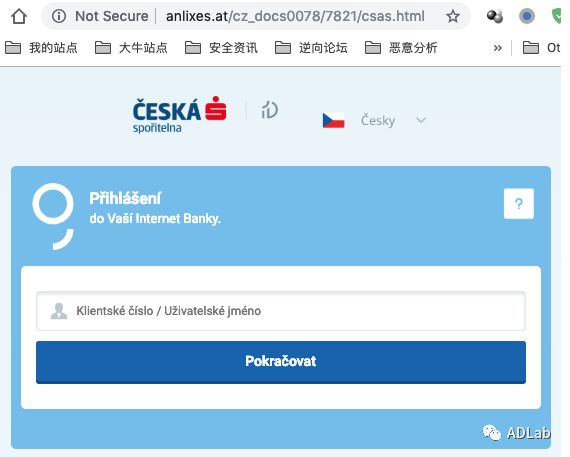 Not Secure | anlixes.at/cz_docs0078/7821/csas.html
我的站点 大牛站点 安全资讯 逆向论坛 恶意分析 » Ot
ČESKÁ
spořitelna
Česky
Přihlášení
do Vaší Internet Banky.
?
Klientské číslo / Uživatelské jméno
Pokračovat
ADLab